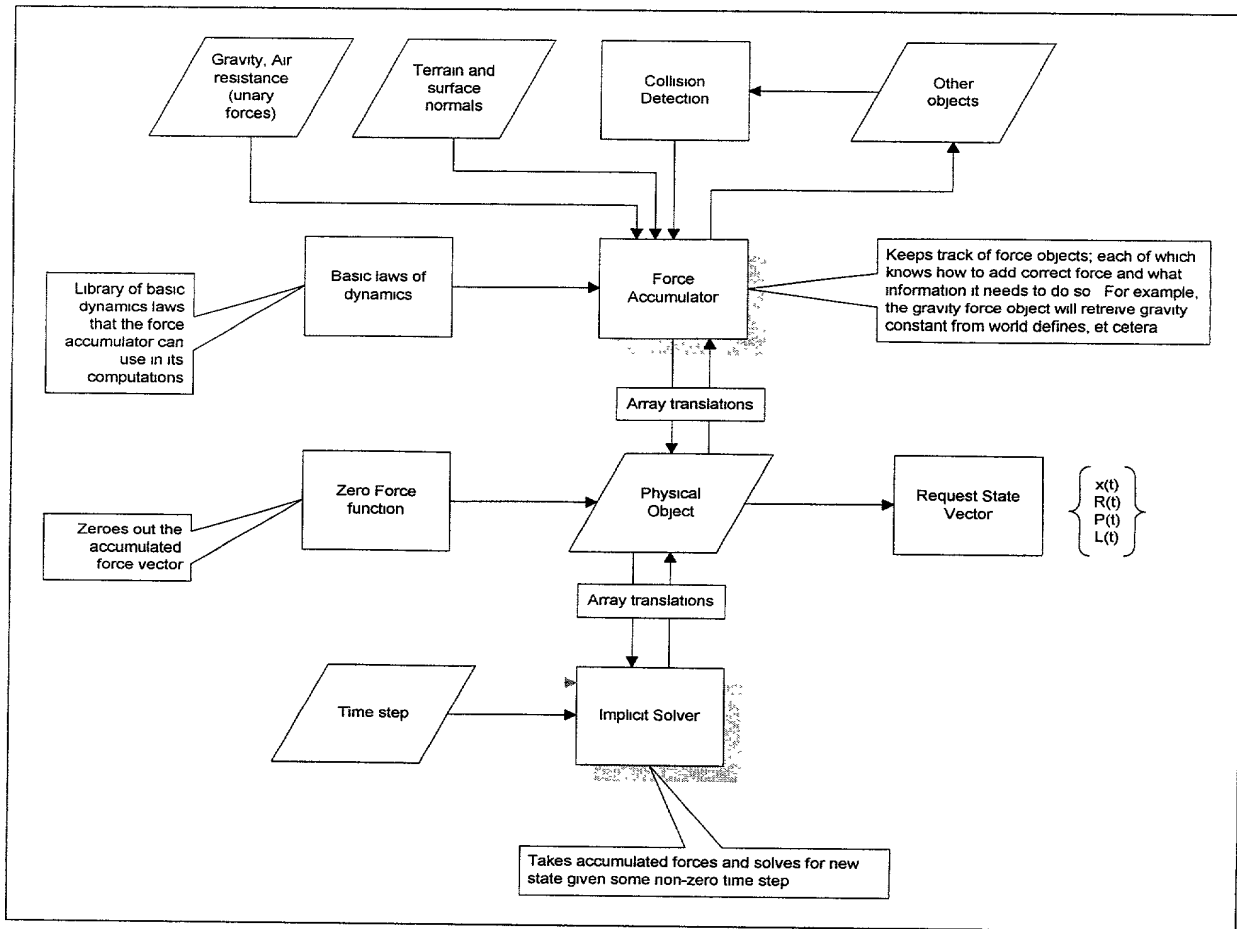 Gravity, Air
resistance
(unary
forces)
Terrain and
surface
normals
Collision
Detection
Other
objects
Library of basic
dynamics laws
that the force
accumulator can
use in its
computations
Basic laws of
dynamics
Force
Accumulator
Keeps track of force objects; each of which
knows how to add correct force and what
information it needs to do so For example,
the gravity force object will retreive gravity
constant from world defines, et cetera
Array translations
Zeroes out the
accumulated
force vector
Zero Force
function
Physical
Object
Request State
Vector
x(t)
R(t)
P(t)
L(t)
Array translations
Time step
Implicit Solver
Takes accumulated forces and solves for new
state given some non-zero time step